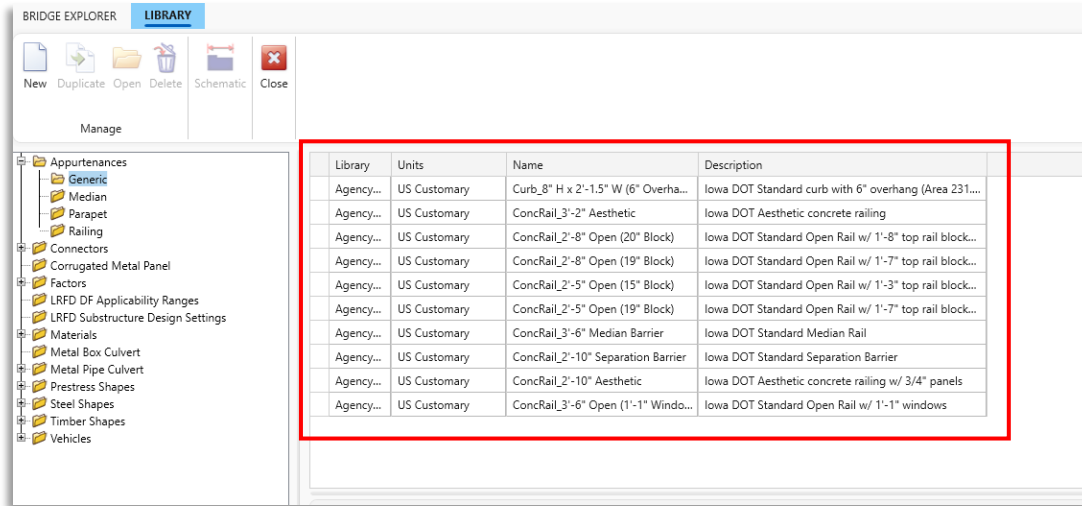 BRIDGE EXPLORER LIBRARY
New Duplicate Open Delete Schematic Close
Manage
Appurtenances
Generic
Median
Parapet
Railing
Connectors
Corrugated Metal Panel
Factors
LRFD DF Applicability Ranges
LRFD Substructure Design Settings
Materials
Metal Box Culvert
Metal Pipe Culvert
Prestress Shapes
Steel Shapes
Timber Shapes
Vehicles
Library Units Name Description
Agency... US Customary Curb_8" H x 2'-1.5" W (6" Overha... Iowa DOT Standard curb with 6" overhang (Area 231....
Agency... US Customary ConcRail_3'-2" Aesthetic Iowa DOT Aesthetic concrete railing
Agency... US Customary ConcRail_2'-8" Open (20" Block) Iowa DOT Standard Open Rail w/ 1'-8" top rail block...
Agency... US Customary ConcRail_2'-8" Open (19" Block) Iowa DOT Standard Open Rail w/ 1'-7" top rail block...
Agency... US Customary ConcRail_2'-5" Open (15" Block) Iowa DOT Standard Open Rail w/ 1'-3" top rail block...
Agency... US Customary ConcRail_2'-5" Open (19" Block) Iowa DOT Standard Open Rail w/ 1'-7" top rail block...
Agency... US Customary ConcRail_3'-6" Median Barrier Iowa DOT Standard Median Rail
Agency... US Customary ConcRail_2'-10" Separation Barrier Iowa DOT Standard Separation Barrier
Agency... US Customary ConcRail_2'-10" Aesthetic Iowa DOT Aesthetic concrete railing w/ 3/4" panels
Agency... US Customary ConcRail_3'-6" Open (1'-1" Windo... Iowa DOT Standard Open Rail w/ 1'-1" windows